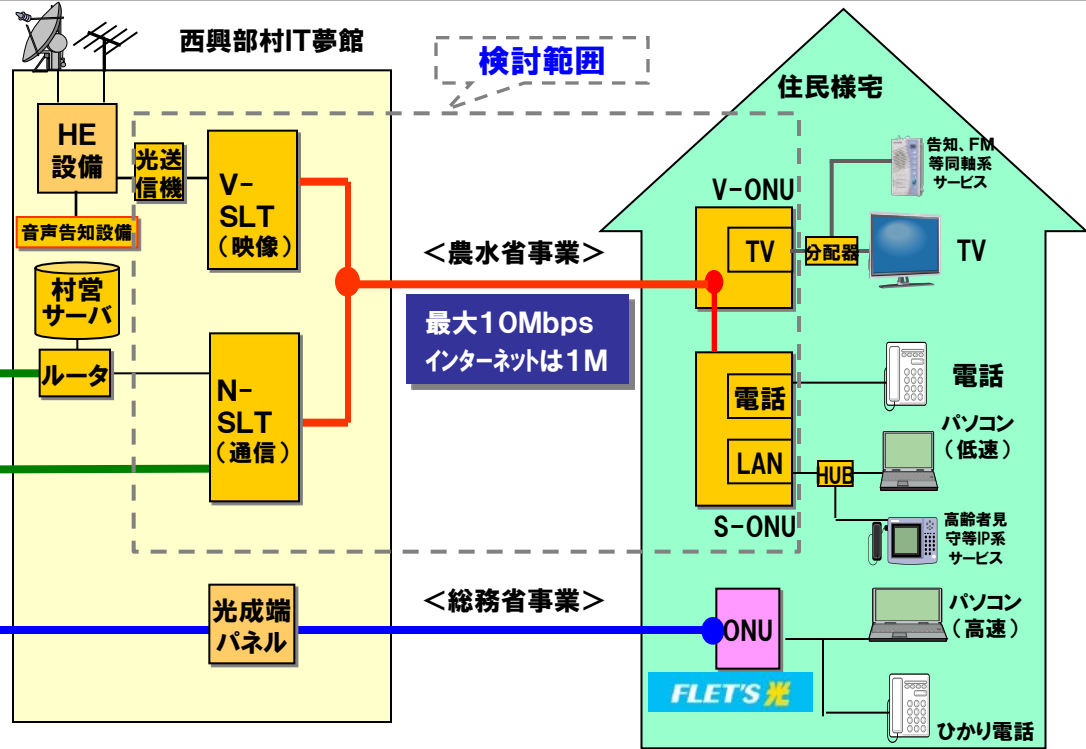 西興部村IT夢館
検討範囲
住民様宅
HE
設備
光送
信機
V-
SLT
（映像）
音声告知設備
村営
サーバ
ルータ
N-
SLT
（通信）
＜農水省事業＞
最大10Mbps
インターネットは1M
V-ONU
TV
分配器
告知、FM
等同軸系
サービス
TV
電話
LAN
S-ONU
HUB
電話
パソコン
（低速）
高齢者見
守等IP系
サービス
光成端
パネル
＜総務省事業＞
ONU
FLET'S光
パソコン
（高速）
ひかり電話